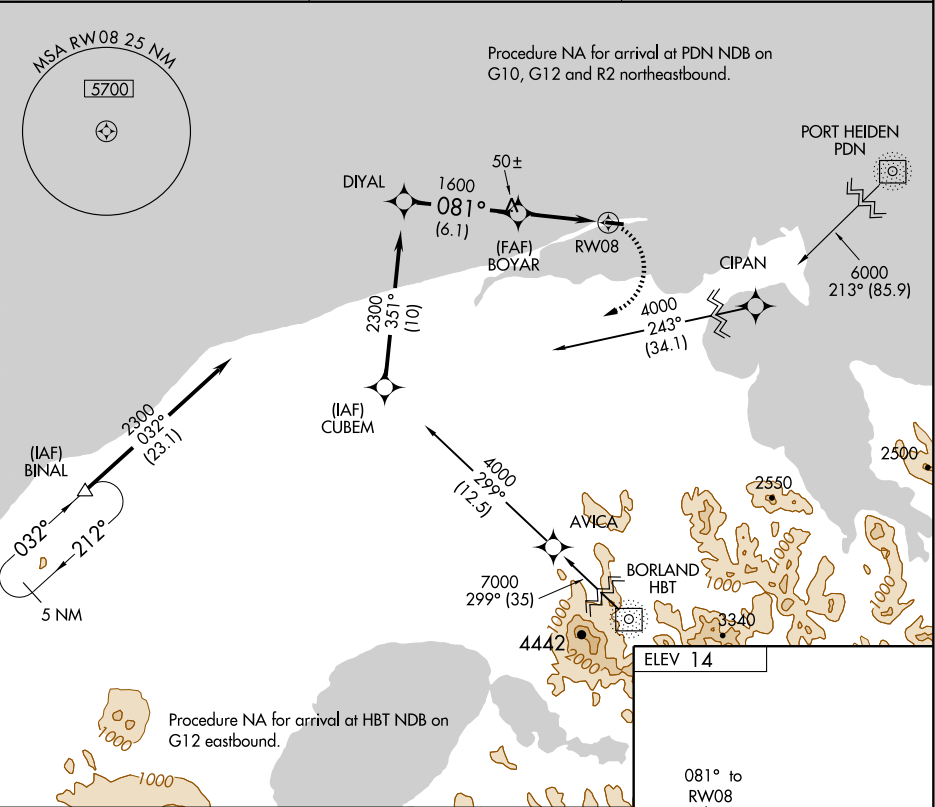 MSA RW08 25 NM
5700
Procedure NA for arrival at PDN NDB on
G10, G12 and R2 northeastbound.
PORT HEIDEN
PDN
6000
213° (85.9)
DIYAL
1600
081°
(6.1)
50±
(FAF)
BOYAR
RW08
CIPAN
4000
243°
(34.1)
2300
351°
(10)
(IAF)
CUBEM
2300
032°
(23.1)
(IAF)
BINAL
032°
212°
5 NM
4000
299°
(12.5)
AVICA
7000
299° (35)
BORLAND
HBT
2500
2550
1000
1000
1000
3340
4442
2000
ELEV 14
081° to
RW08
Procedure NA for arrival at HBT NDB on
G12 eastbound.
1000
1000